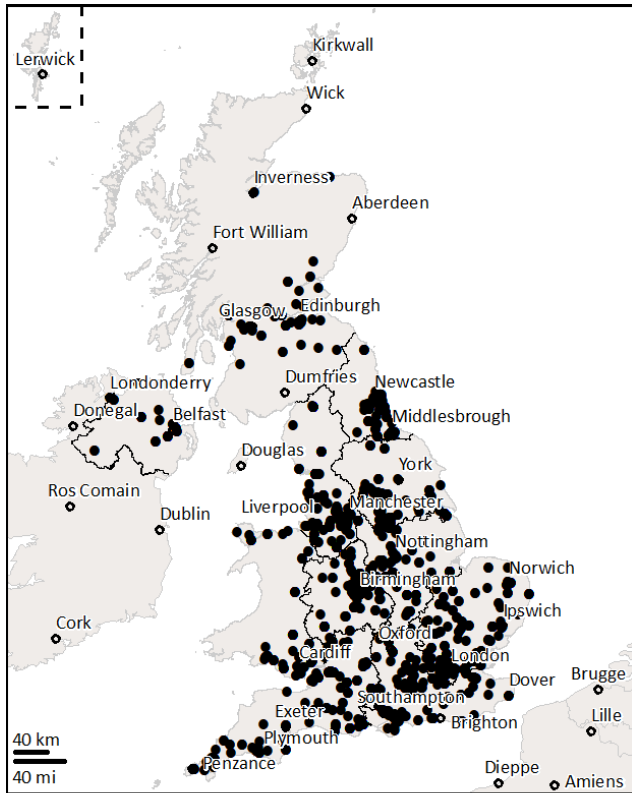 Kirkwall
Lerwick
Wick
Inverness
Aberdeen
Fort William
Glasgow
Edinburgh
Londonderry
Dumfries
Newcastle
Donegal
Belfast
Middlesbrough
Douglas
York
Ros Comain
Liverpool
Manchester
Dublin
Nottingham
Norwich
Birmingham
Ipswich
Cork
Oxford
Cardiff
London
Brugge
Dover
Southampton
Exeter
Brighton
Lille
Plymouth
40 km
Penzance
40 mi
Dieppe
Amiens